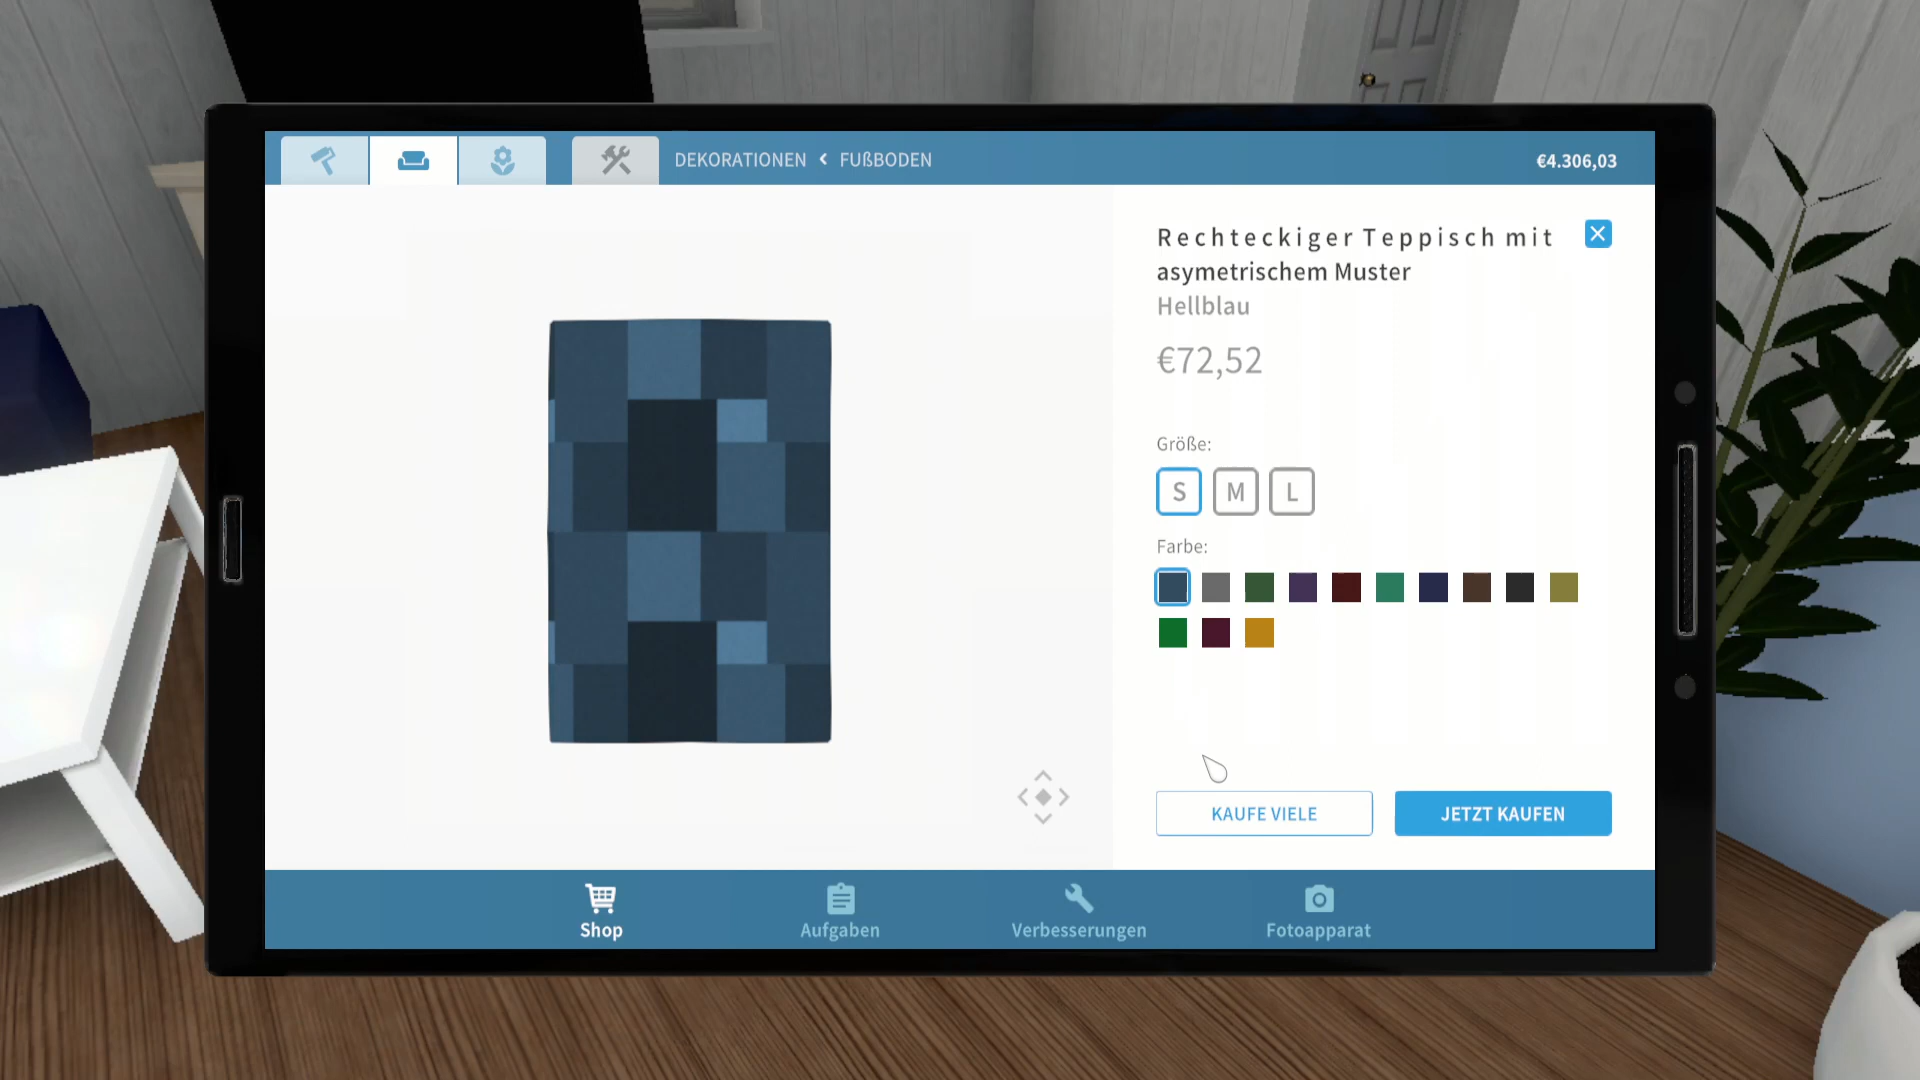 DEKORATIONEN < FUßBODEN
€4.306,03
Rechteckiger Teppisch mit
asymetrischem Muster
Hellblau
€72,52
Größe:
S M L
Farbe:
KAUFE VIELE
JETZT KAUFEN
Shop
Aufgaben
Verbesserungen
Fotoapparat